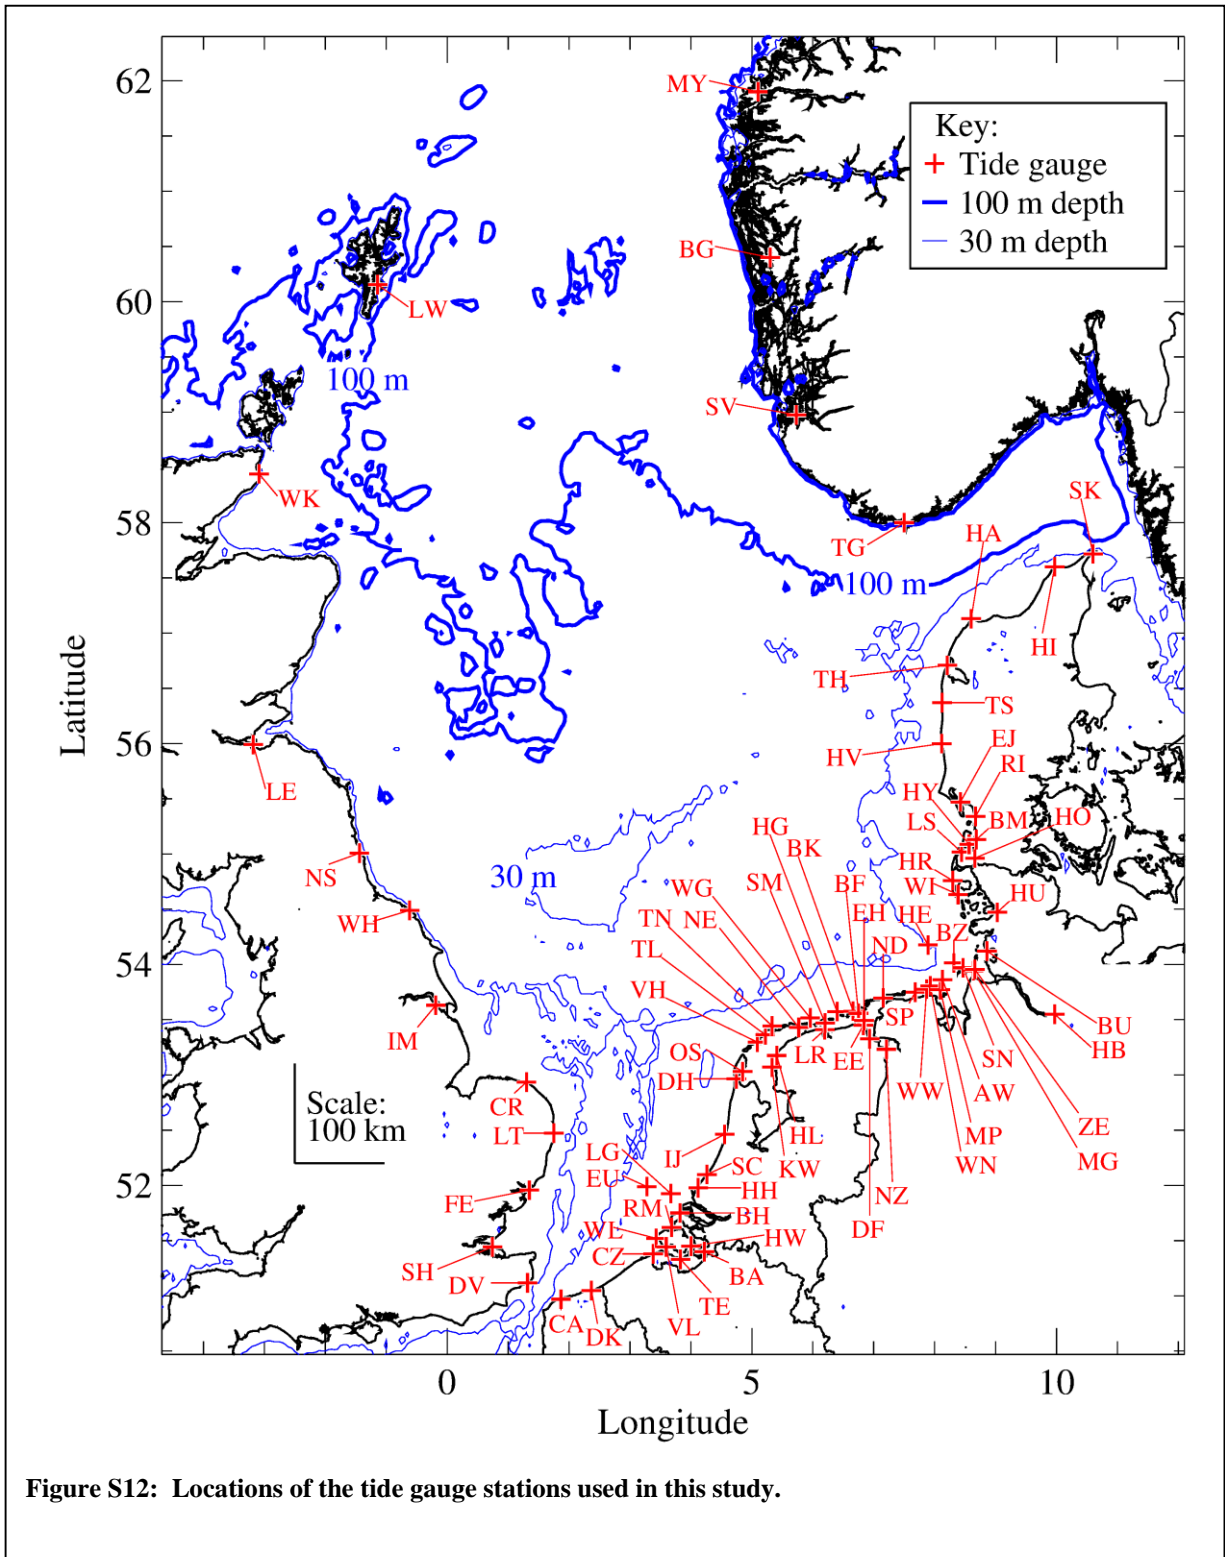 62
60
58
56
54
52
Latitude
0
5
10
Longitude
Key:
Tide gauge
100 m depth
30 m depth
MY
BG
LW
100 m
SV
WK
SK
TG
HA
100 m
HI
TH
TS
HV
EJ
RI
LE
HY
LS
BM
HO
HG
BK
NS
30 m
HR
WI
HU
WG
SM
BF
EH
HE
BZ
WH
TN
NE
ND
TL
VH
SP
IM
OS
LR
EE
BU
HB
DH
WW
SN
AW
CR
Scale:
100 km
ZE
LT
HL
MP
MG
IJ
KW
WN
LG
SC
EU
HH
NZ
FE
RM
BH
DF
WL
HW
CZ
BA
SH
DV
TE
CA
DK
VL
Figure S12: Locations of the tide gauge stations used in this study.